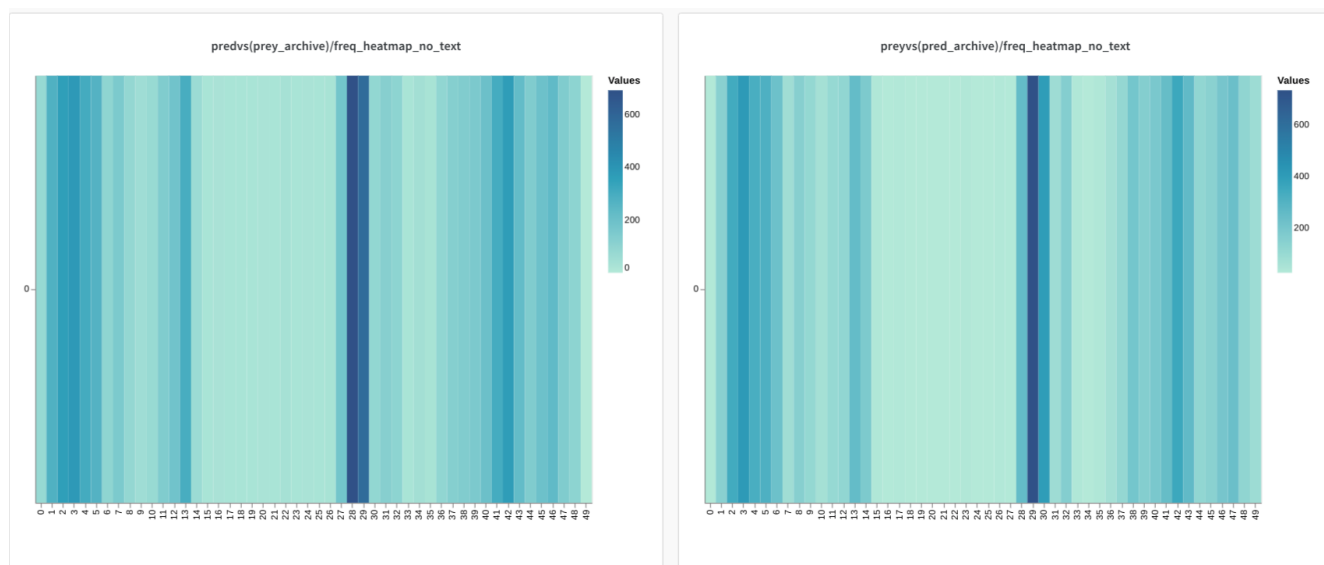 predvs(prey_archive)/freq_heatmap_no_text
Values
600
400
200
0
0
0 1 2 3 4 5 6 7 8 9 10 11 12 13 14 15 16 17 18 19 20 21 22 23 24 25 26 27 28 29 30 31 32 33 34 35 36 37 38 39 40 41 42 43 44 45 46 47 48 49
preyvs(pred_archive)/freq_heatmap_no_text
Values
600
400
200
0
0 1 2 3 4 5 6 7 8 9 10 11 12 13 14 15 16 17 18 19 20 21 22 23 24 25 26 27 28 29 30 31 32 33 34 35 36 37 38 39 40 41 42 43 44 45 46 47 48 49